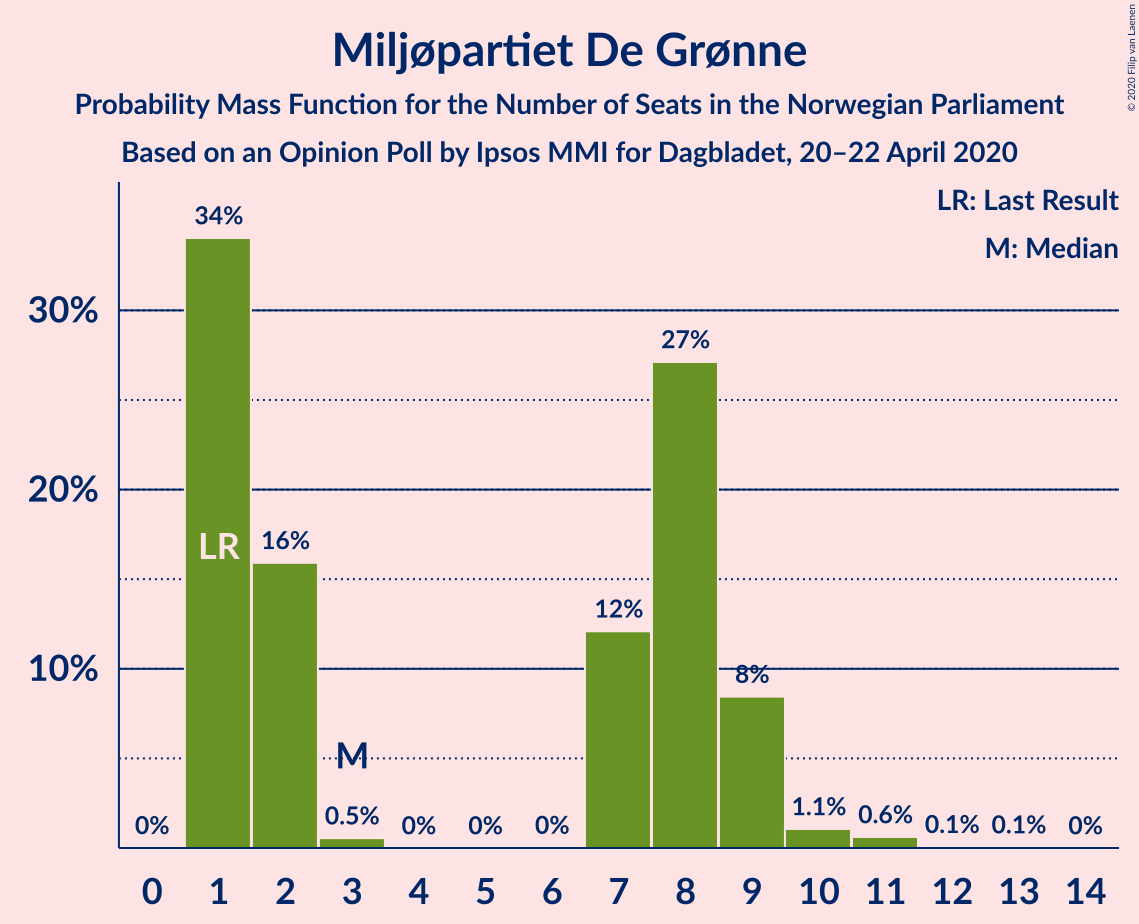 Miljøpartiet De Grønne
Probability Mass Function for the Number of Seats in the Norwegian Parliament
Based on an Opinion Poll by Ipsos MMI for Dagbladet, 20–22 April 2020
© 2020 Filip van Laenen
LR: Last Result
M: Median
34%
30%
27%
20%
LR
16%
12%
10%
8%
M
0%
0.5%
0%
0%
0%
1.1%
0.6%
0.1%
0.1%
0%
0 1 2 3 4 5 6 7 8 9 10 11 12 13 14